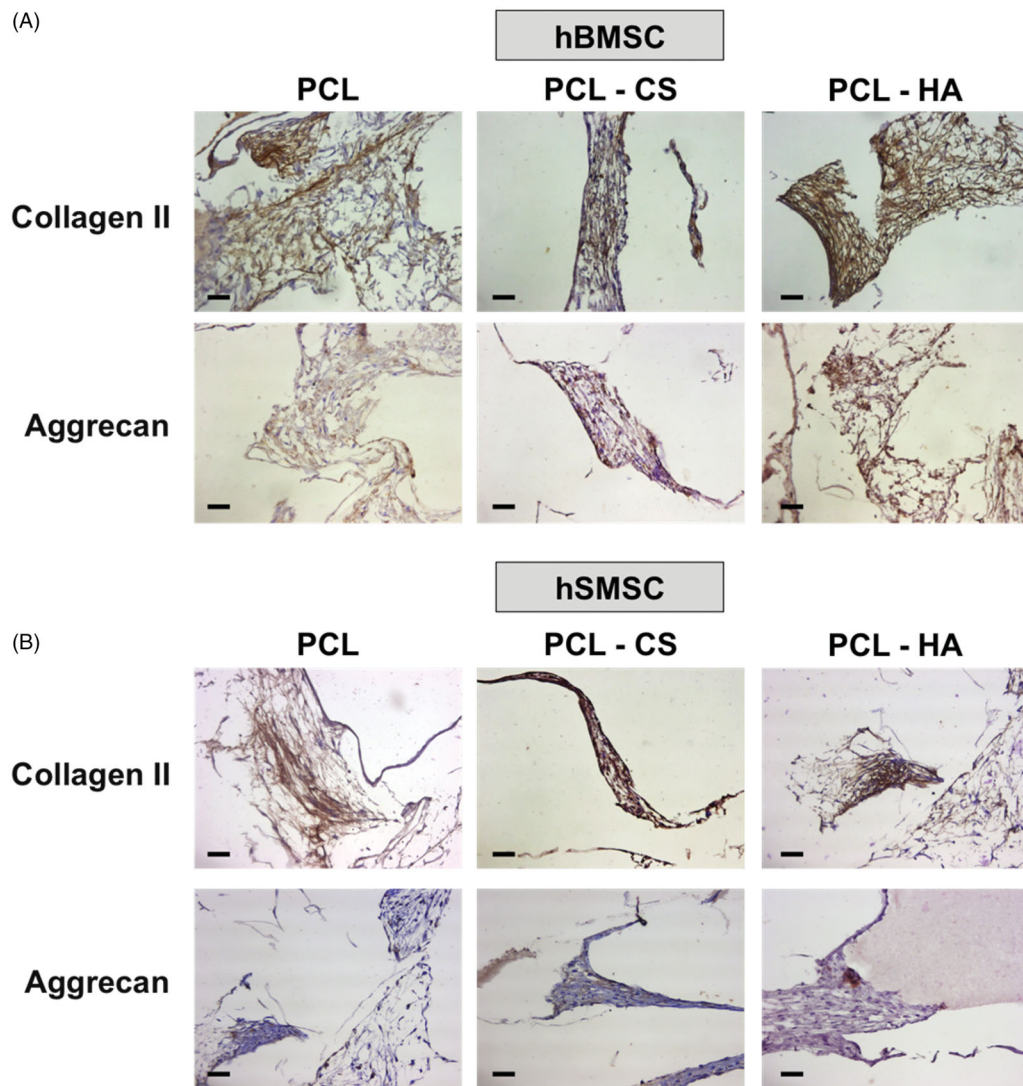 (A)
hBMSC
PCL PCL - CS PCL - HA
Collagen II
Aggrecan
hSMSC
(B)
PCL PCL - CS PCL - HA
Collagen II
Aggrecan